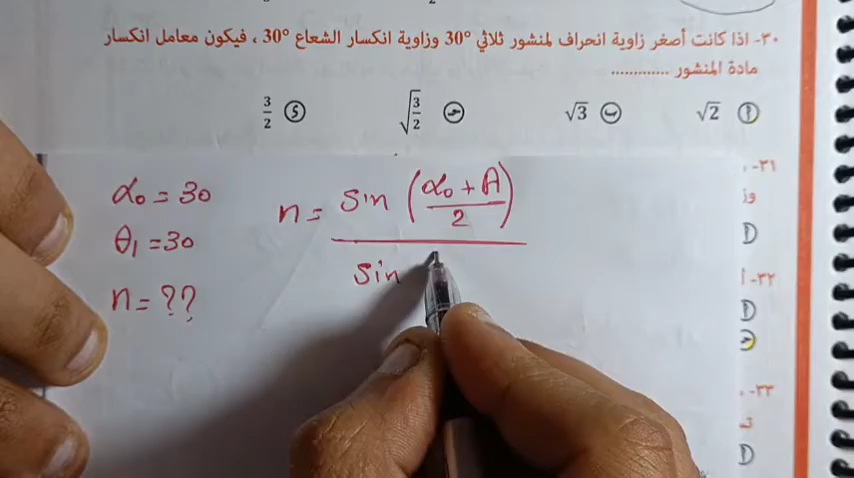 ٣٠- اذا كانت أصغر زاوية انحراف لمنشور ثلاثي 30° وزاوية انكسار الشعاع 30° ، فيكون معامل انكسار
مادة المنشور .............
أ √2 ب √3 ج √(3/2) د 3/2
α₀ = 30
θ₁ = 30
n = ??
n = sin ((α₀ + A)/2)
sin
٣١-
وز
أ
٣٢- أ
أ
ج
٣٣-
أ